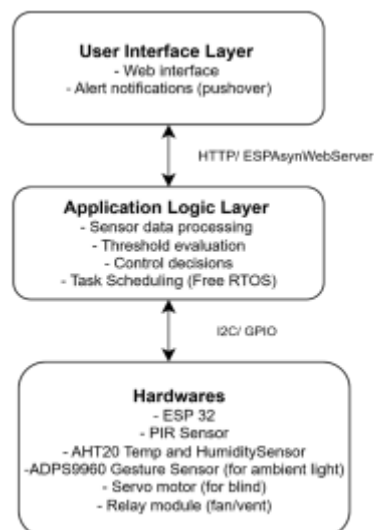 User Interface Layer
- Web interface
- Alert notifications (pushover)
HTTP/ ESPAsynWebServer
Application Logic Layer
- Sensor data processing
- Threshold evaluation
- Control decisions
- Task Scheduling (Free RTOS)
I2C/ GPIO
Hardwares
- ESP 32
- PIR Sensor
- AHT20 Temp and HumiditySensor
-ADPS9960 Gesture Sensor (for ambient light)
- Servo motor (for blind)
- Relay module (fan/vent)